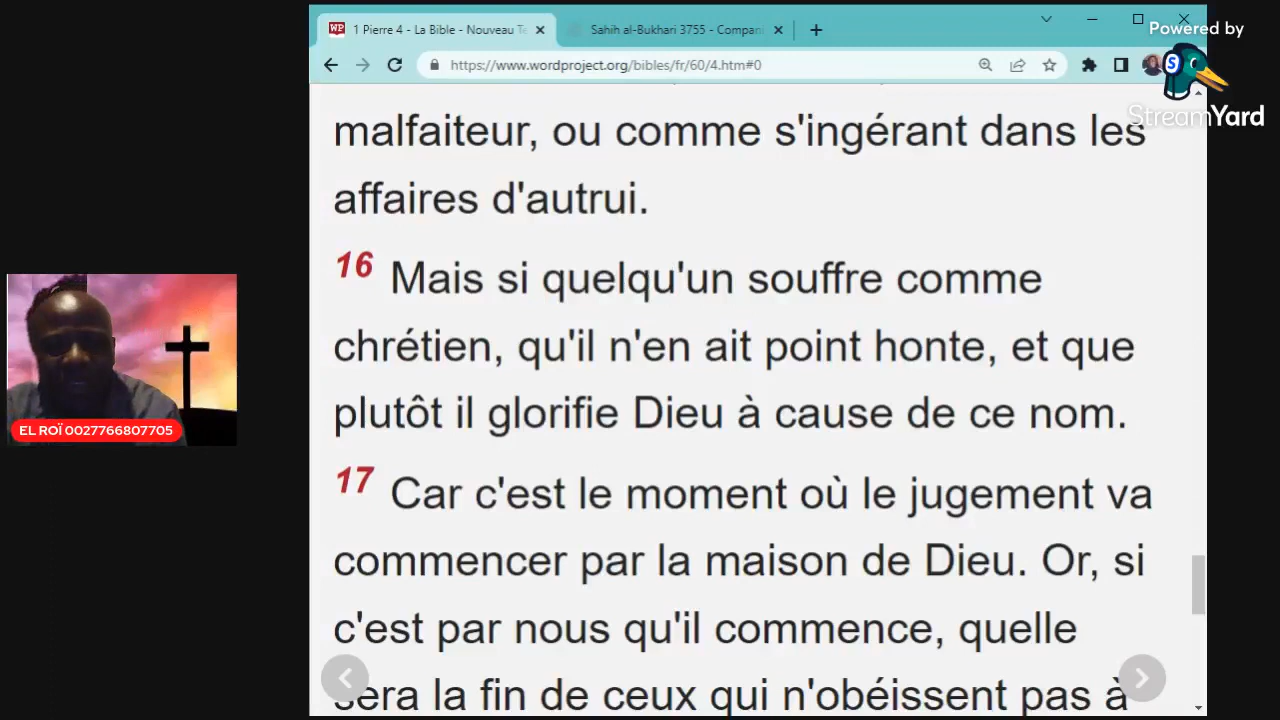 1 Pierre 4 - La Bible - Nouveau Te
Sahih al-Bukhari 3755 - Compani
https://www.wordproject.org/bibles/fr/60/4.htm#0
Powered by
StreamYard
malfaiteur, ou comme s'ingérant dans les
affaires d'autrui.
16 Mais si quelqu'un souffre comme
chrétien, qu'il n'en ait point honte, et que
plutôt il glorifie Dieu à cause de ce nom.
17 Car c'est le moment où le jugement va
commencer par la maison de Dieu. Or, si
c'est par nous qu'il commence, quelle
sera la fin de ceux qui n'obéissent pas à
EL ROÏ 0027766807705